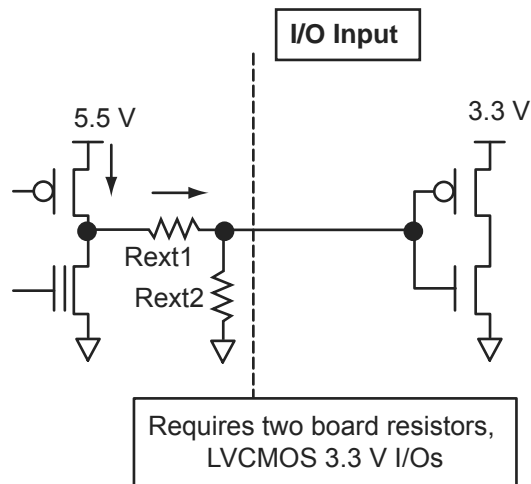 I/O Input
5.5 V
3.3 V
Rext1
Rext2
Requires two board resistors,
LVCMOS 3.3 V I/Os